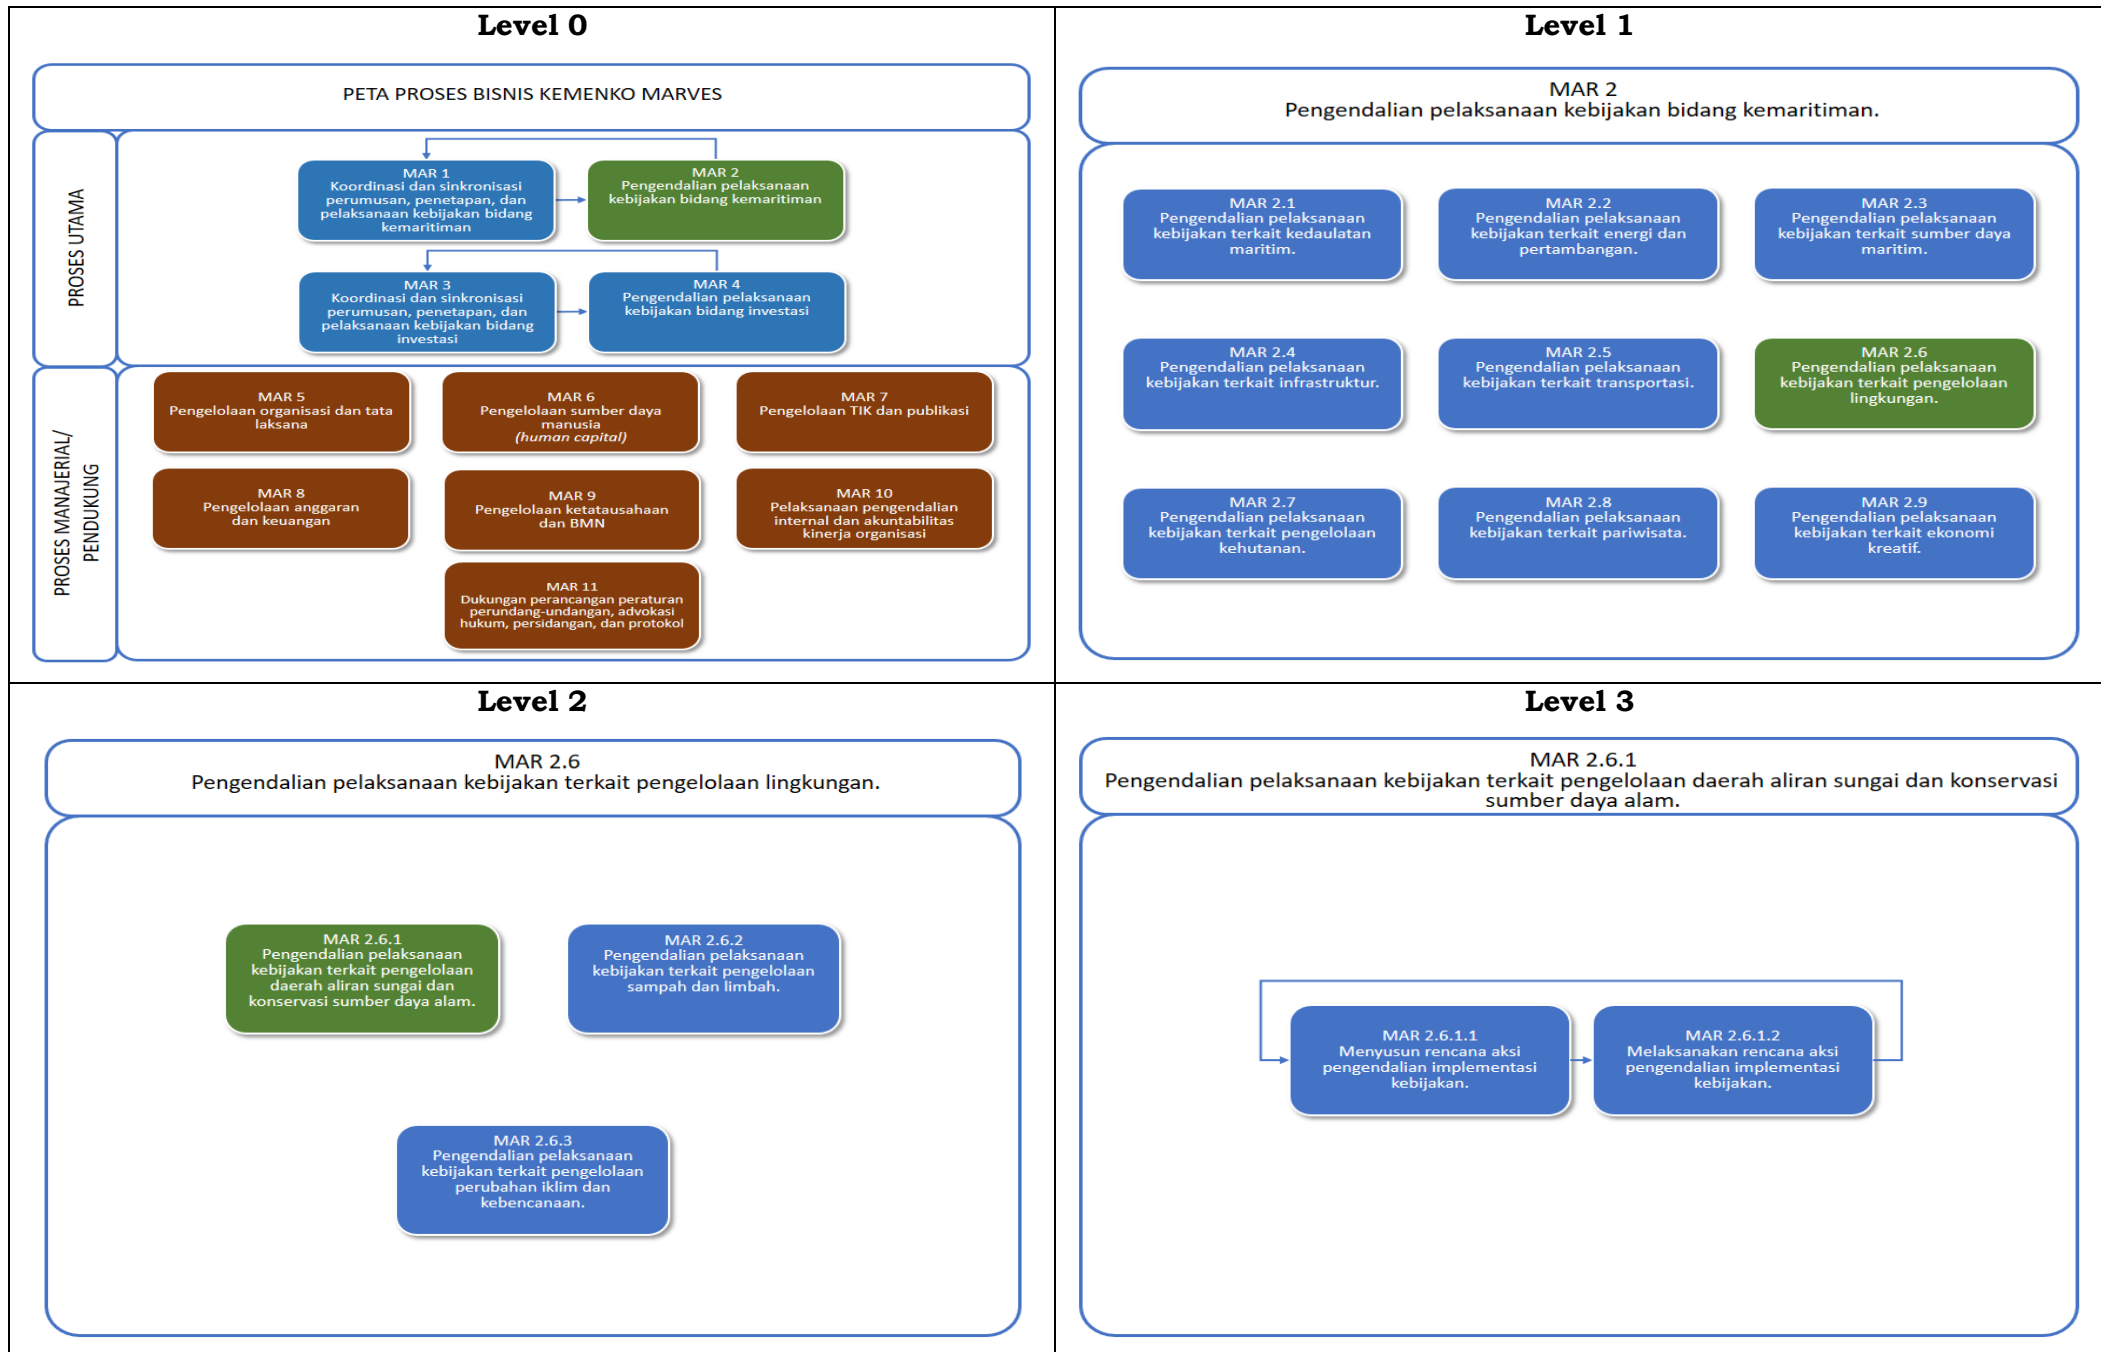 Level 0
PETA PROSES BISNIS KEMENKO MARVES
PROSES UTAMA
MAR 1
Koordinasi dan sinkronisasi
perumusan, penetapan, dan
pelaksanaan kebijakan bidang
kemaritiman
MAR 2
Pengendalian pelaksanaan
kebijakan bidang kemaritiman
MAR 3
Koordinasi dan sinkronisasi
perumusan, penetapan, dan
pelaksanaan kebijakan bidang
investasi
MAR 4
Pengendalian pelaksanaan
kebijakan bidang investasi
PROSES MANAJERIAL/
PENDUKUNG
MAR 5
Pengelolaan organisasi dan tata
laksana
MAR 6
Pengelolaan sumber daya
manusia
(human capital)
MAR 7
Pengelolaan TIK dan publikasi
MAR 8
Pengelolaan anggaran
dan keuangan
MAR 9
Pengelolaan ketatausahaan
dan BMN
MAR 10
Pelaksanaan pengendalian
internal dan akuntabilitas
kinerja organisasi
MAR 11
Dukungan perancangan peraturan
perundang-undangan, advokasi
hukum, persidangan, dan protokol
Level 1
MAR 2
Pengendalian pelaksanaan kebijakan bidang kemaritiman.
MAR 2.1
Pengendalian pelaksanaan
kebijakan terkait kedaulatan
maritim.
MAR 2.2
Pengendalian pelaksanaan
kebijakan terkait energi dan
pertambangan.
MAR 2.3
Pengendalian pelaksanaan
kebijakan terkait sumber daya
maritim.
MAR 2.4
Pengendalian pelaksanaan
kebijakan terkait infrastruktur.
MAR 2.5
Pengendalian pelaksanaan
kebijakan terkait transportasi.
MAR 2.6
Pengendalian pelaksanaan
kebijakan terkait pengelolaan
lingkungan.
MAR 2.7
Pengendalian pelaksanaan
kebijakan terkait pengelolaan
kehutanan.
MAR 2.8
Pengendalian pelaksanaan
kebijakan terkait pariwisata.
MAR 2.9
Pengendalian pelaksanaan
kebijakan terkait ekonomi
kreatif.
Level 2
MAR 2.6
Pengendalian pelaksanaan kebijakan terkait pengelolaan lingkungan.
MAR 2.6.1
Pengendalian pelaksanaan
kebijakan terkait pengelolaan
daerah aliran sungai dan
konservasi sumber daya alam.
MAR 2.6.2
Pengendalian pelaksanaan
kebijakan terkait pengelolaan
sampah dan limbah.
MAR 2.6.3
Pengendalian pelaksanaan
kebijakan terkait pengelolaan
perubahan iklim dan
kebencanaan.
Level 3
MAR 2.6.1
Pengendalian pelaksanaan kebijakan terkait pengelolaan daerah aliran sungai dan konservasi
sumber daya alam.
MAR 2.6.1.1
Menyusun rencana aksi
pengendalian implementasi
kebijakan.
MAR 2.6.1.2
Melaksanakan rencana aksi
pengendalian implementasi
kebijakan.